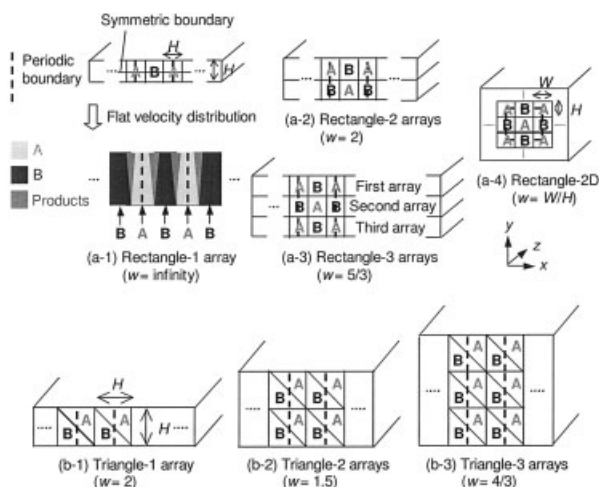 Symmetric boundary
Periodic
boundary
H
H
A B A
Flat velocity distribution
A
B
Products
B A B A B
(a-1) Rectangle-1 array
(w= infinity)
A B A
B A B
(a-2) Rectangle-2 arrays
(w= 2)
A B A First array
B A B Second array
A B A Third array
(a-3) Rectangle-3 arrays
(w= 5/3)
W
H
A B A
B A B
A B A
(a-4) Rectangle-2D
(w= W/H)
y
z
x
H
A A
B B
H
(b-1) Triangle-1 array
(w= 2)
A A
B B
A A
B B
(b-2) Triangle-2 arrays
(w= 1.5)
A A
B B
A A
B B
A A
B B
(b-3) Triangle-3 arrays
(w= 4/3)